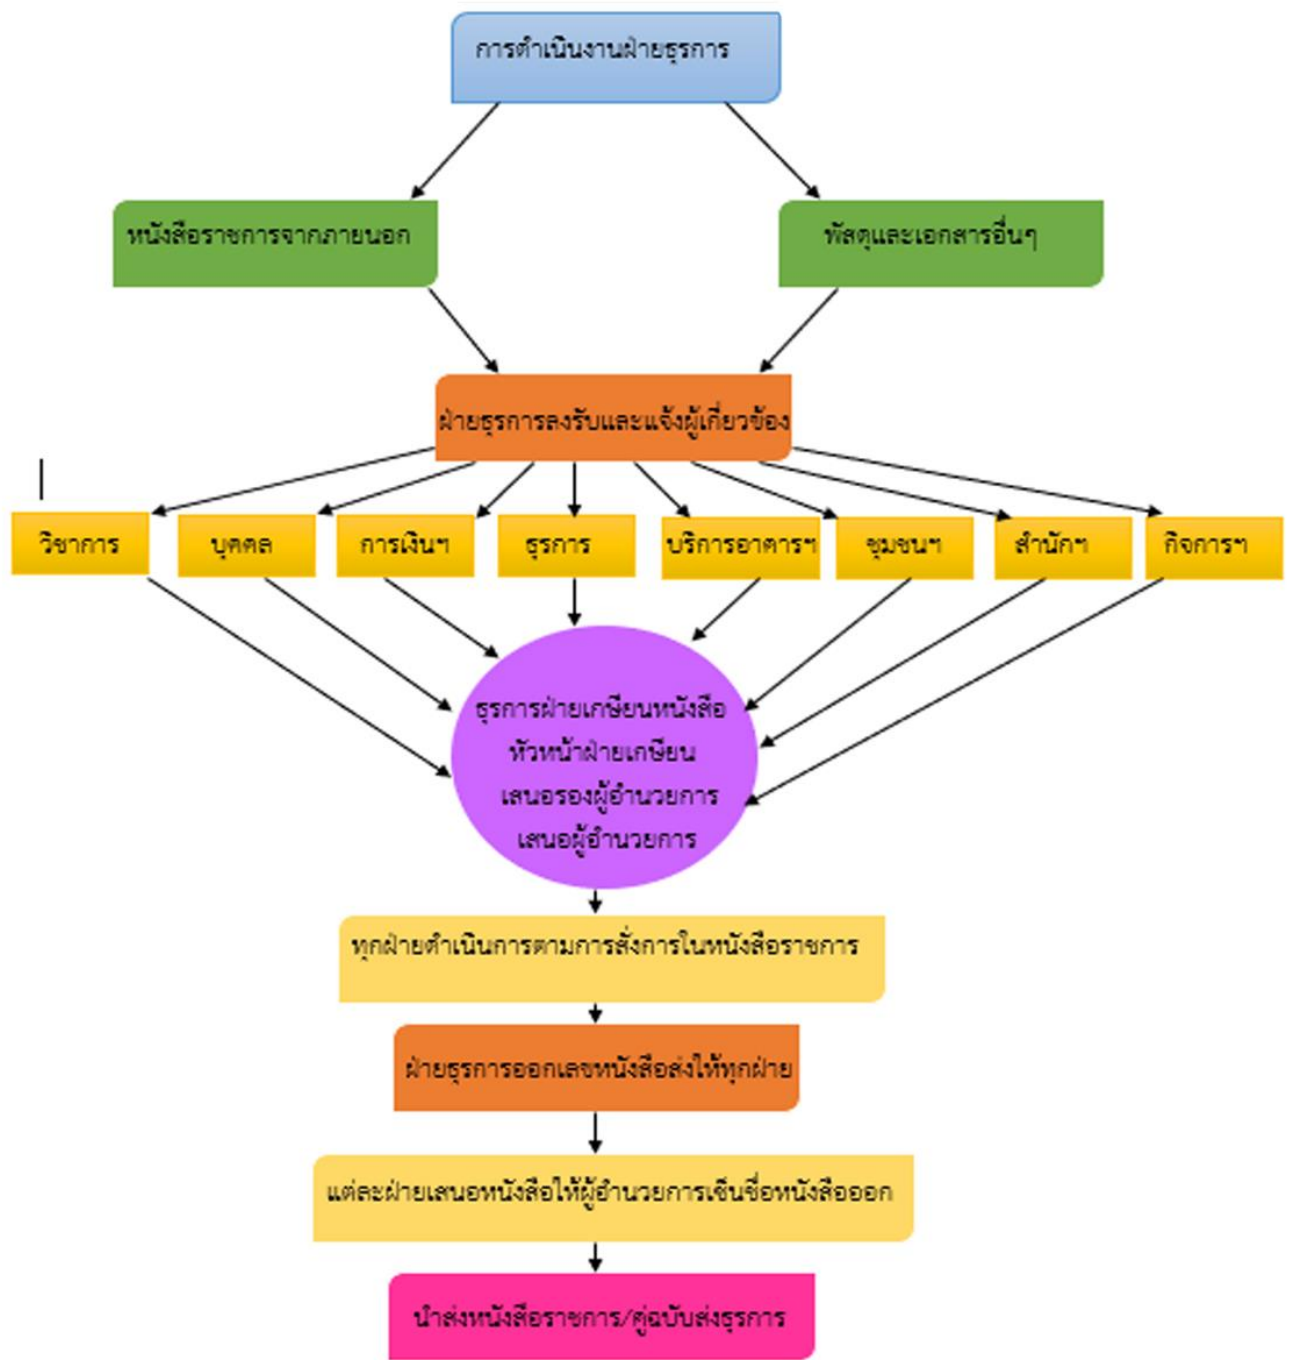 การดำเนินงานฝ่ายธุรการ
หนังสือราชการจากภายนอก
พัสดุและเอกสารอื่นๆ
ฝ่ายธุรการลงรับและแจ้งผู้เกี่ยวข้อง
วิชาการ
บุคคล
การเงินฯ
ธุรการ
บริการอาคารฯ
ชุมชนฯ
สำนักฯ
กิจการฯ
ธุรการฝ่ายเกษียนหนังสือ
หัวหน้าฝ่ายเกษียน
เสนอรองผู้อำนวยการ
เสนอผู้อำนวยการ
ทุกฝ่ายดำเนินการตามการสั่งการในหนังสือราชการ
ฝ่ายธุรการออกเลขหนังสือส่งให้ทุกฝ่าย
แต่ละฝ่ายเสนอหนังสือให้ผู้อำนวยการเซ็นชื่อหนังสือออก
นำส่งหนังสือราชการ/คู่ฉบับส่งธุรการ